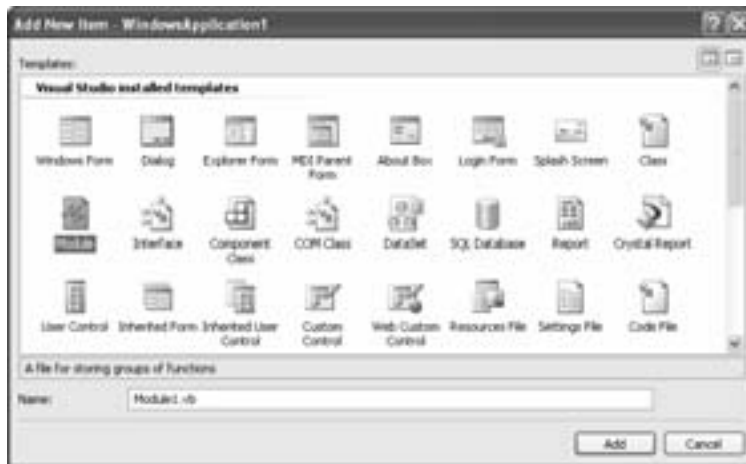 Add New Item - WindowsApplication1
Templates:
Visual Studio installed templates
Windows Form
Dialog
Explorer Form
MDI Parent Form
About Box
Login Form
Splash Screen
Class
Module
Interface
Component Class
COM Class
DataSet
SQL Database
Report
Crystal Report
User Control
Inherited Form
Inherited User Control
Custom Control
Web Custom Control
Resources File
Settings File
Code File
A file for storing groups of functions
Name:
Module1.vb
Add
Cancel